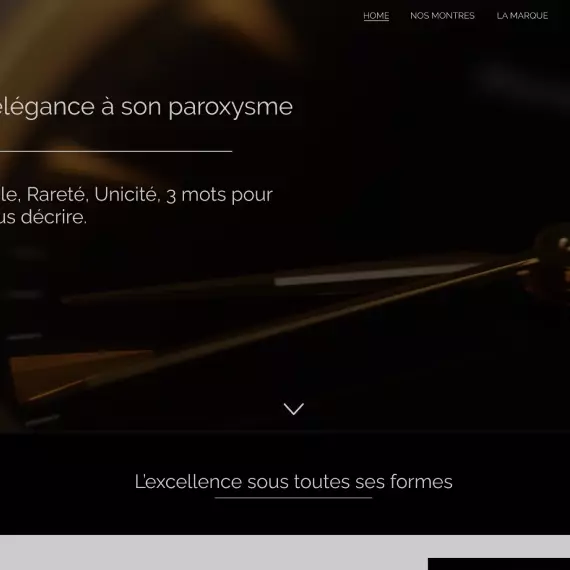 HOME NOS MONTRES LA MARQUE
élégance à son paroxysme
le, Rareté, Unicité, 3 mots pour
us décrire.
L'excellence sous toutes ses formes